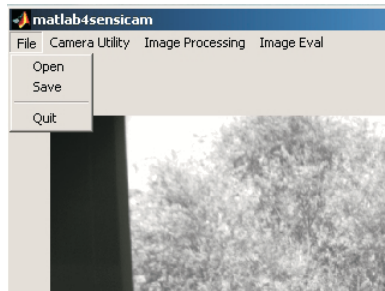 matlab4sensicam
File Camera Utility Image Processing Image Eval
Open
Save
Quit